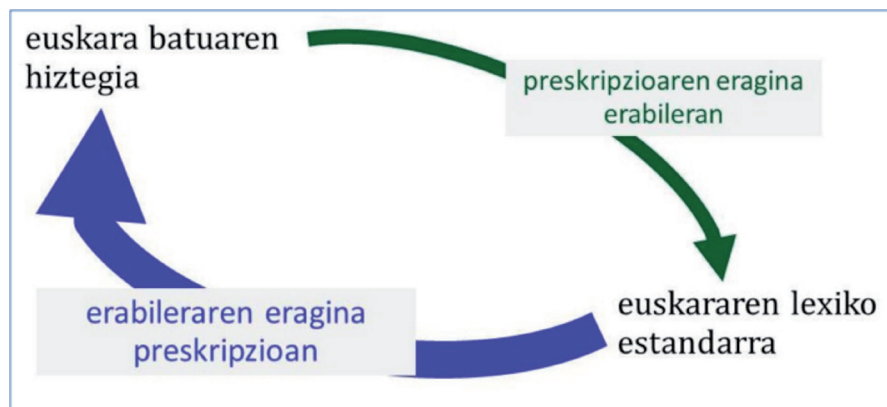 euskara batuaren
hiztegia
preskripzioaren eragina
erabileran
erabileraren eragina
preskripzioan
euskararen lexiko
estandarra